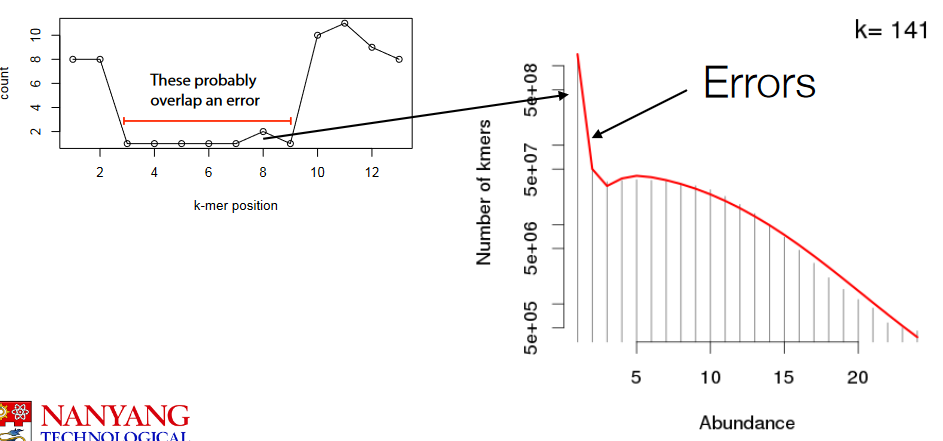 count
10
8
6
4
2
These probably
overlap an error
2 4 6 8 10 12
k-mer position
k= 141
Errors
Number of kmers
5e+08
5e+07
5e+06
5e+05
5 10 15 20
Abundance
NANYANG
TECHNOLOGICAL